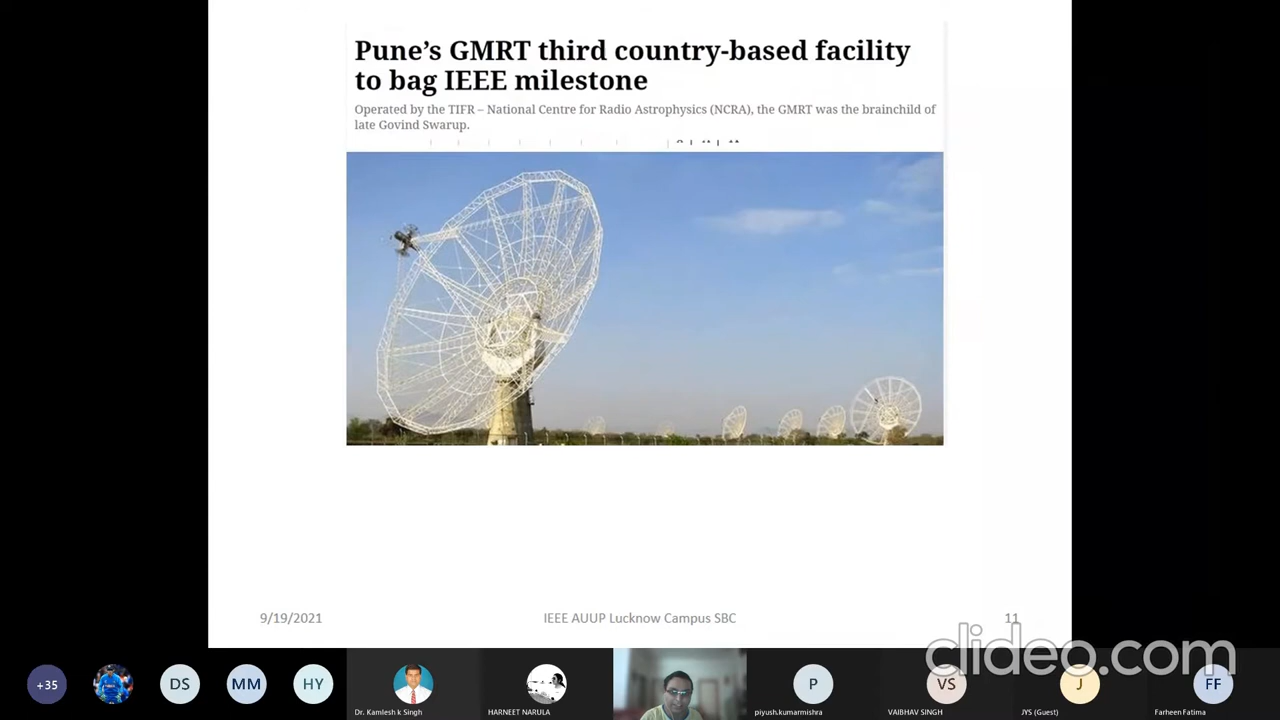 Pune’s GMRT third country-based facility
to bag IEEE milestone
Operated by the TIFR – National Centre for Radio Astrophysics (NCRA), the GMRT was the brainchild of
late Govind Swarup.
9/19/2021
IEEE AUUP Lucknow Campus SBC
11
clideo.com
+35
DS
MM
HY
P
VS
J
FF
Dr. Kamlesh k Singh
HARNEET NARULA
piyush.kumarmishra
VAIBHAV SINGH
JYS (Guest)
Farheen Fatima